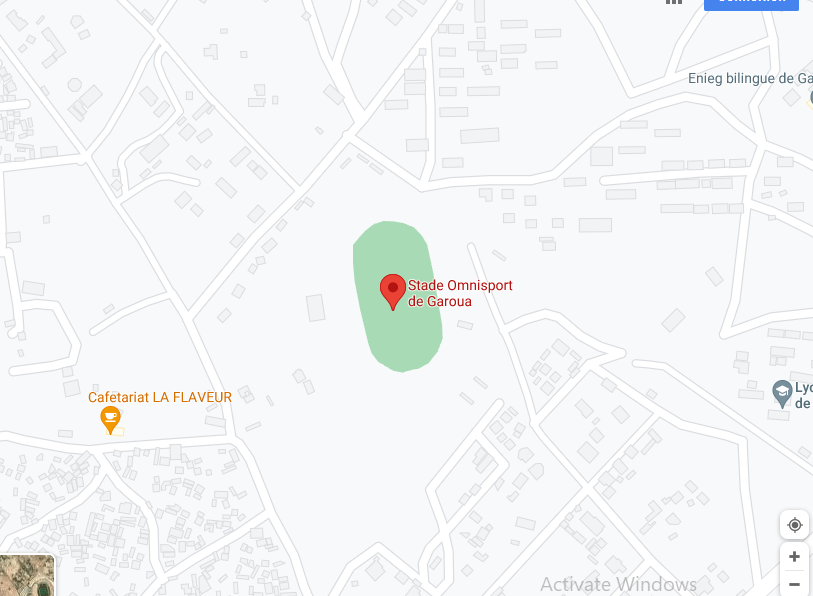 Enieg bilingue de Ga
Stade Omnisport
de Garoua
Cafetariat LA FLAVEUR
Lyc
de
Activate Windows